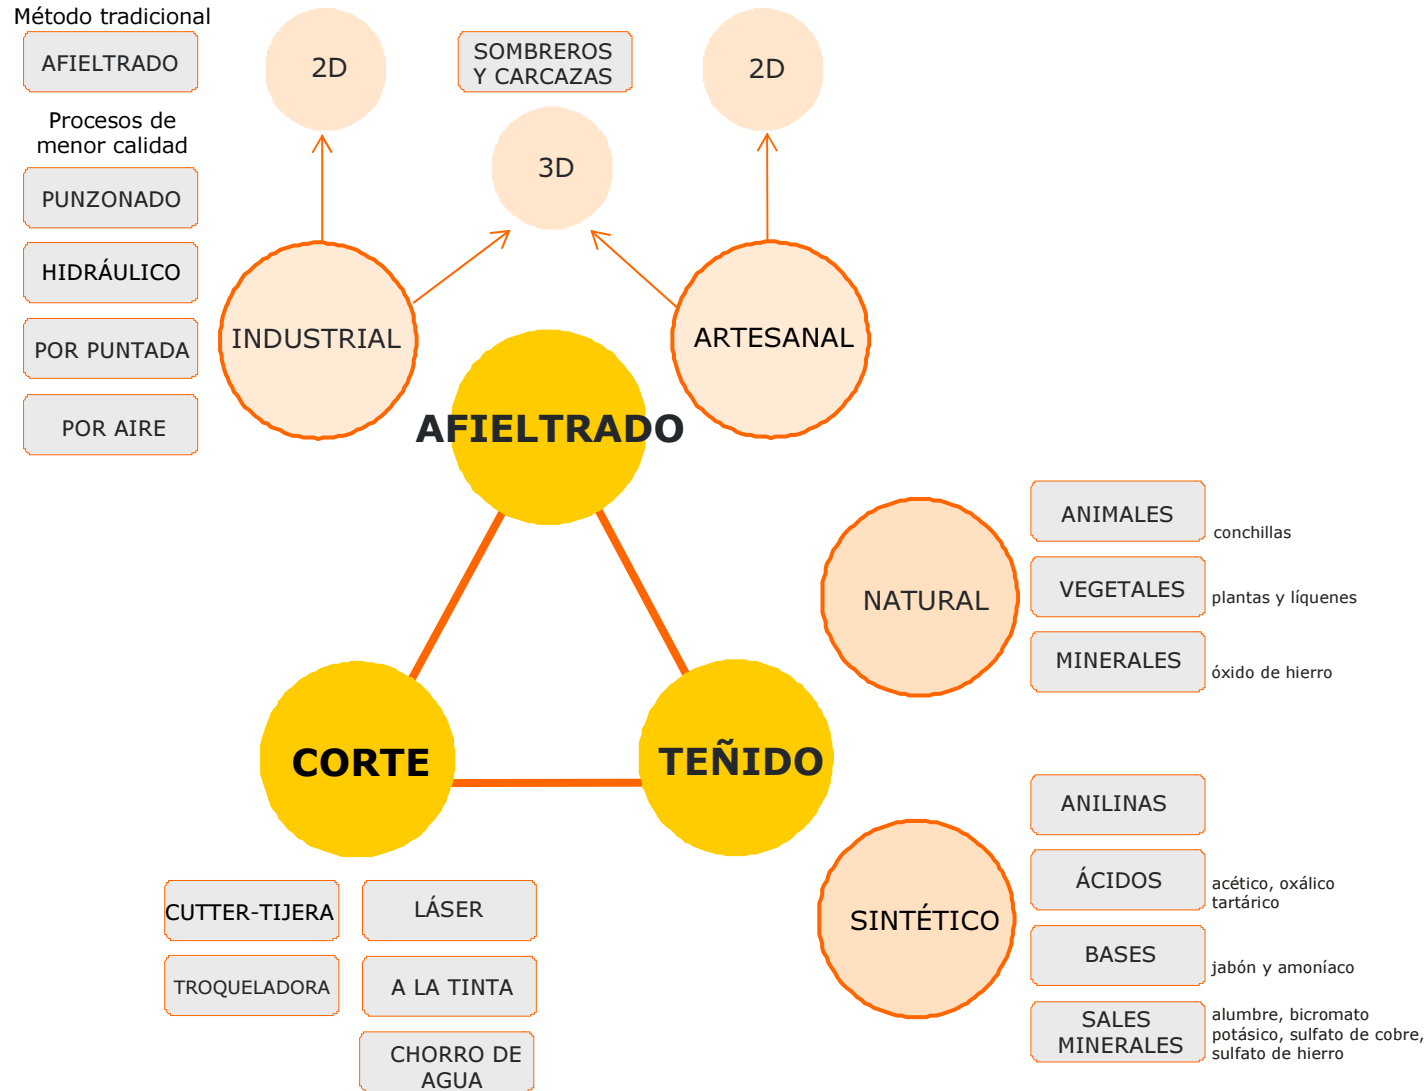 Método tradicional
AFIELTRADO
Procesos de
menor calidad
PUNZONADO
HIDRÁULICO
POR PUNTADA
POR AIRE
2D
SOMBREROS
Y CARCAZAS
2D
3D
INDUSTRIAL
ARTESANAL
AFIELTRADO
CORTE
TEÑIDO
NATURAL
ANIMALES
conchillas
VEGETALES
plantas y líquenes
MINERALES
óxido de hierro
SINTÉTICO
ANILINAS
ÁCIDOS
acético, oxálico
tartárico
BASES
jabón y amoníaco
SALES
MINERALES
alumbre, bicromato
potásico, sulfato de cobre,
sulfato de hierro
CUTTER-TIJERA
LÁSER
TROQUELADORA
A LA TINTA
CHORRO DE
AGUA